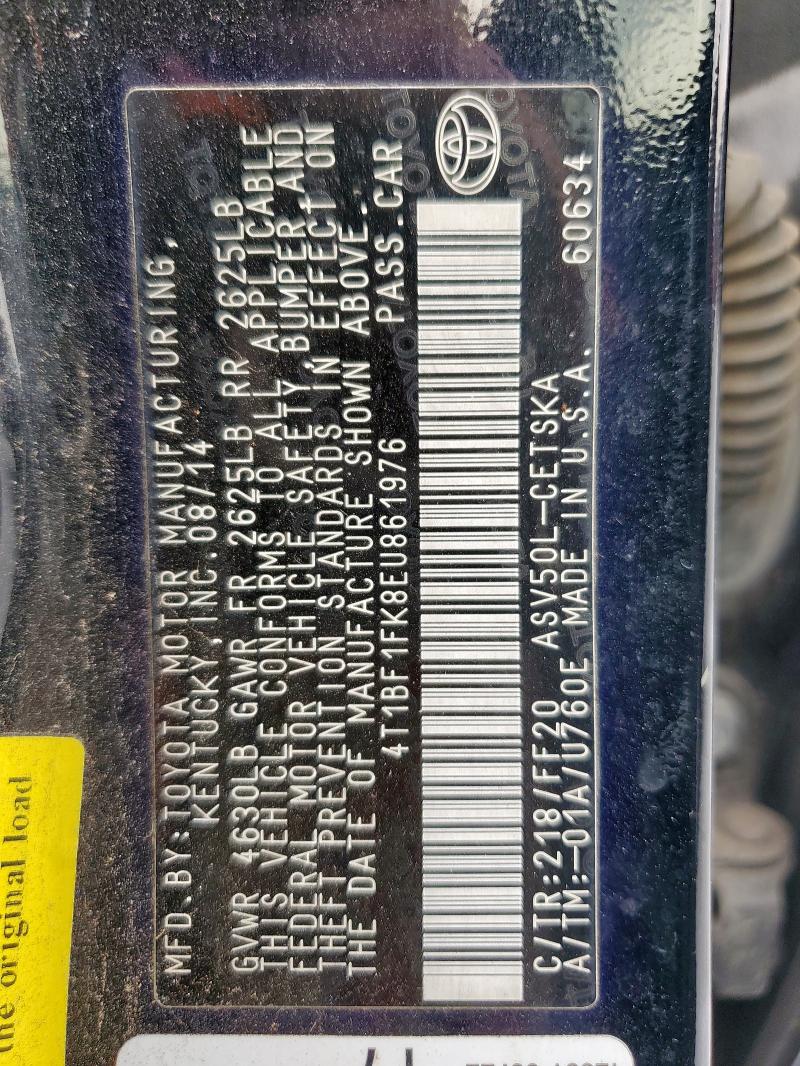 MFD.BY:TOYOTA MOTOR MANUFACTURING,
KENTUCKY,INC.08/14
GVWR 4630LB GAWR FR 2625LB RR 2625LB
THIS VEHICLE CONFORMS TO ALL APPLICABLE
FEDERAL MOTOR VEHICLE SAFETY, BUMPER AND
THEFT PREVENTION STANDARDS IN EFFECT ON
THE DATE OF MANUFACTURE SHOWN ABOVE.
4T1BF1FK8EU861976 PASS.CAR
C/TR:218/FF20 ASV50L-CETSKA 60634
A/TM:-01A/U760E MADE IN U.S.A.
the original load